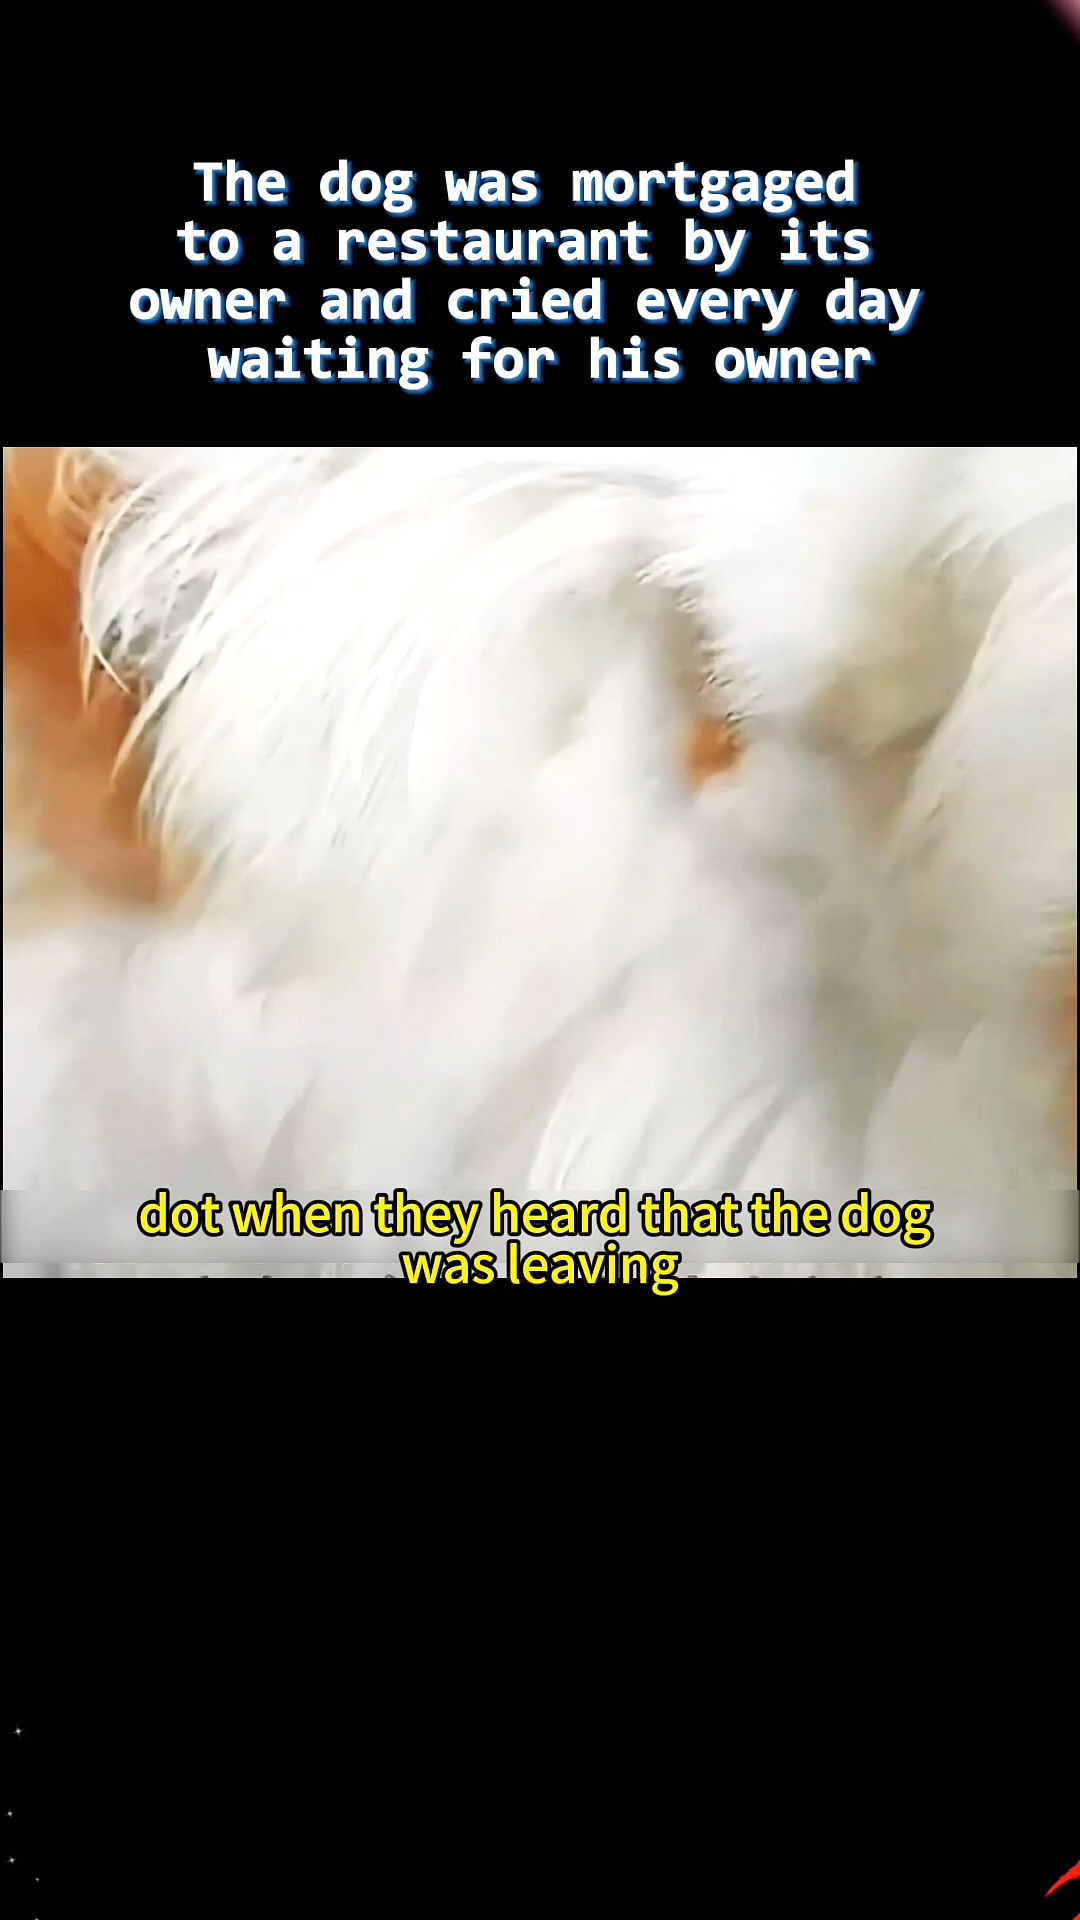 The dog was mortgaged
to a restaurant by its
owner and cried every day
waiting for his owner
dot when they heard that the dog
was leaving